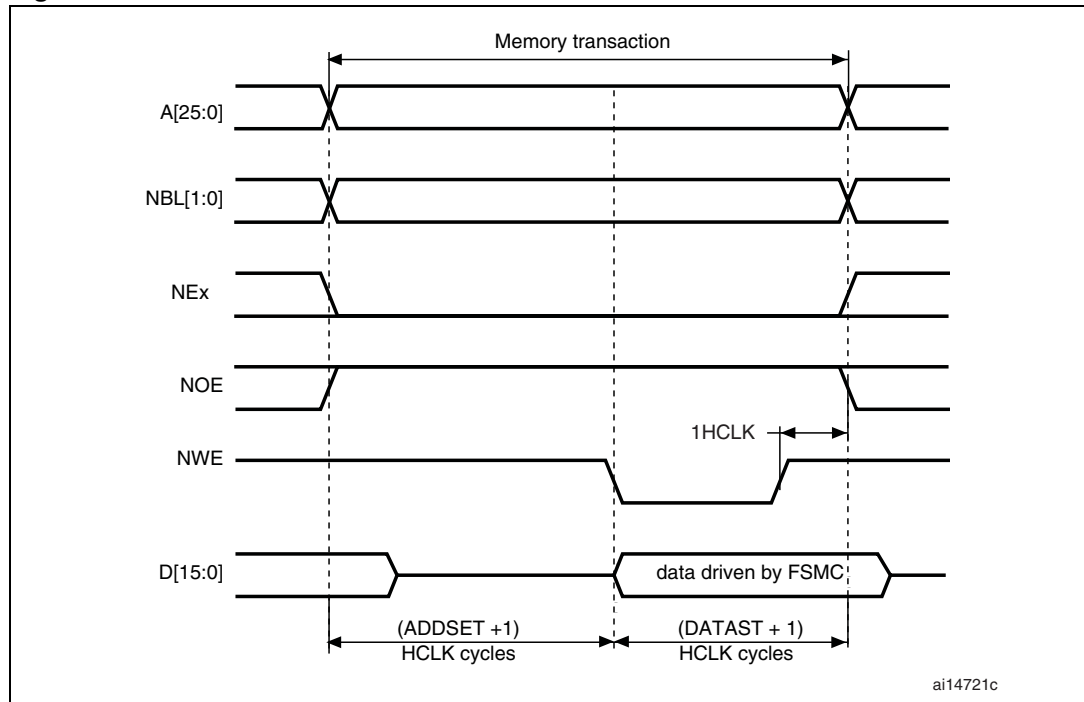 Memory transaction
A[25:0]
NBL[1:0]
NEx
NOE
1HCLK
NWE
D[15:0]
data driven by FSMC
(ADDSET +1)
HCLK cycles
(DATAST + 1)
HCLK cycles
ai14721c